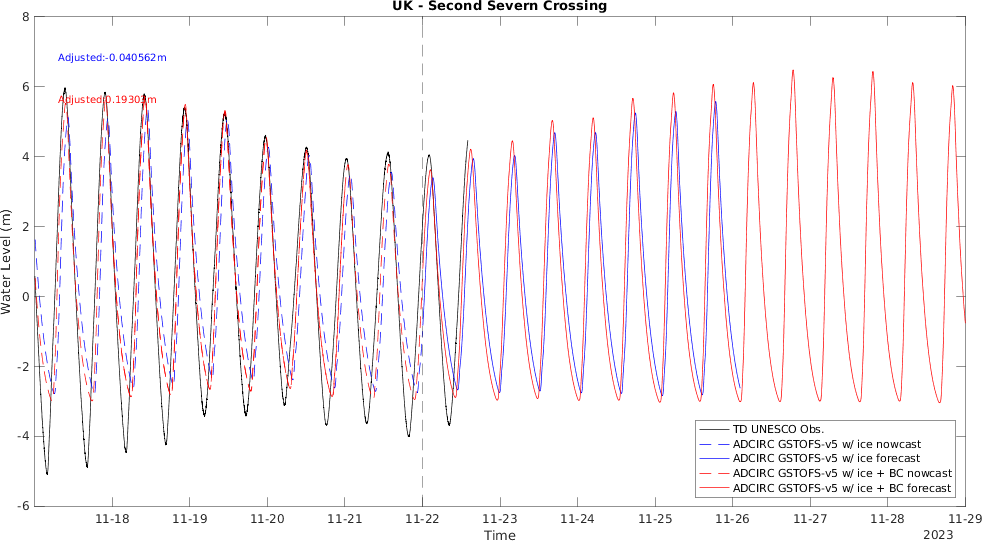 UK - Second Severn Crossing
8
Adjusted:-0.040562m
6
Adjusted:0.19303m
4
2
0
-2
-4
-6
Water Level (m)
TD UNESCO Obs.
ADCIRC GSTOFS-v5 w/ ice nowcast
ADCIRC GSTOFS-v5 w/ ice forecast
ADCIRC GSTOFS-v5 w/ ice + BC nowcast
ADCIRC GSTOFS-v5 w/ ice + BC forecast
11-18 11-19 11-20 11-21 11-22 11-23 11-24 11-25 11-26 11-27 11-28 11-29
Time
2023